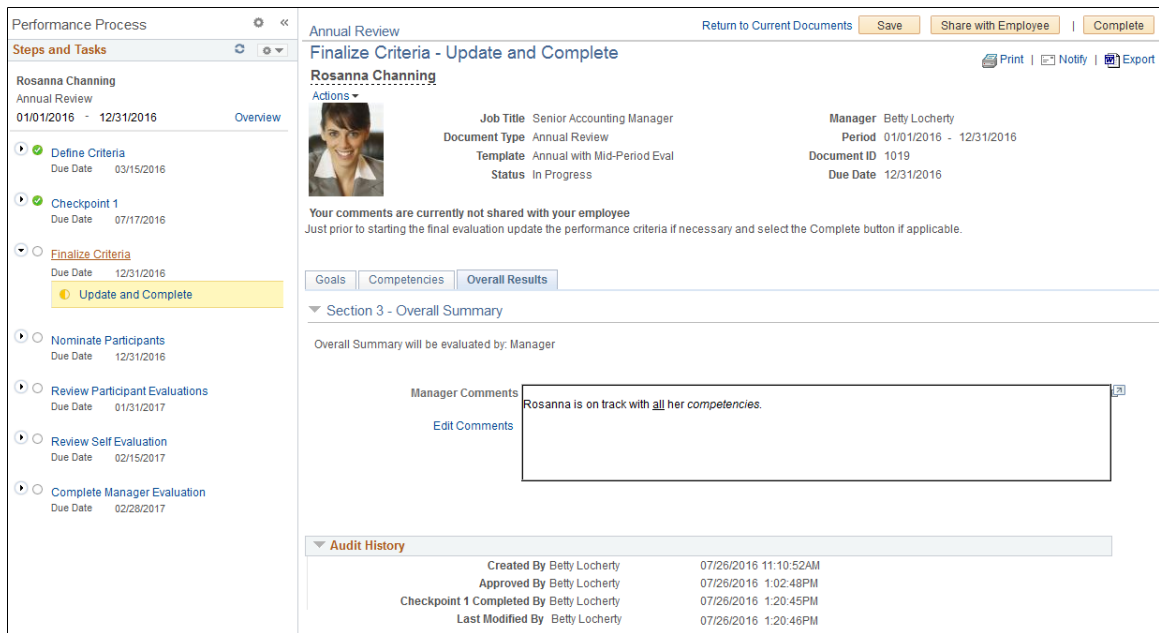 Performance Process
Steps and Tasks
Rosanna Channing
Annual Review
01/01/2016 - 12/31/2016 Overview
Define Criteria
Due Date 03/15/2016
Checkpoint 1
Due Date 07/17/2016
Finalize Criteria
Due Date 12/31/2016
Update and Complete
Nominate Participants
Due Date 12/31/2016
Review Participant Evaluations
Due Date 01/31/2017
Review Self Evaluation
Due Date 02/15/2017
Complete Manager Evaluation
Due Date 02/28/2017
Annual Review Return to Current Documents Save Share with Employee | Complete
Finalize Criteria - Update and Complete
Print | Notify | Export
Rosanna Channing
Actions
Job Title Senior Accounting Manager Manager Betty Locherty
Document Type Annual Review Period 01/01/2016 - 12/31/2016
Template Annual with Mid-Period Eval Document ID 1019
Status In Progress Due Date 12/31/2016
Your comments are currently not shared with your employee
Just prior to starting the final evaluation update the performance criteria if necessary and select the Complete button if applicable.
Goals Competencies Overall Results
Section 3 - Overall Summary
Overall Summary will be evaluated by: Manager
Manager Comments
Rosanna is on track with all her competencies.
Edit Comments
Audit History
Created By Betty Locherty 07/26/2016 11:10:52AM
Approved By Betty Locherty 07/26/2016 1:02:48PM
Checkpoint 1 Completed By Betty Locherty 07/26/2016 1:20:45PM
Last Modified By Betty Locherty 07/26/2016 1:20:46PM